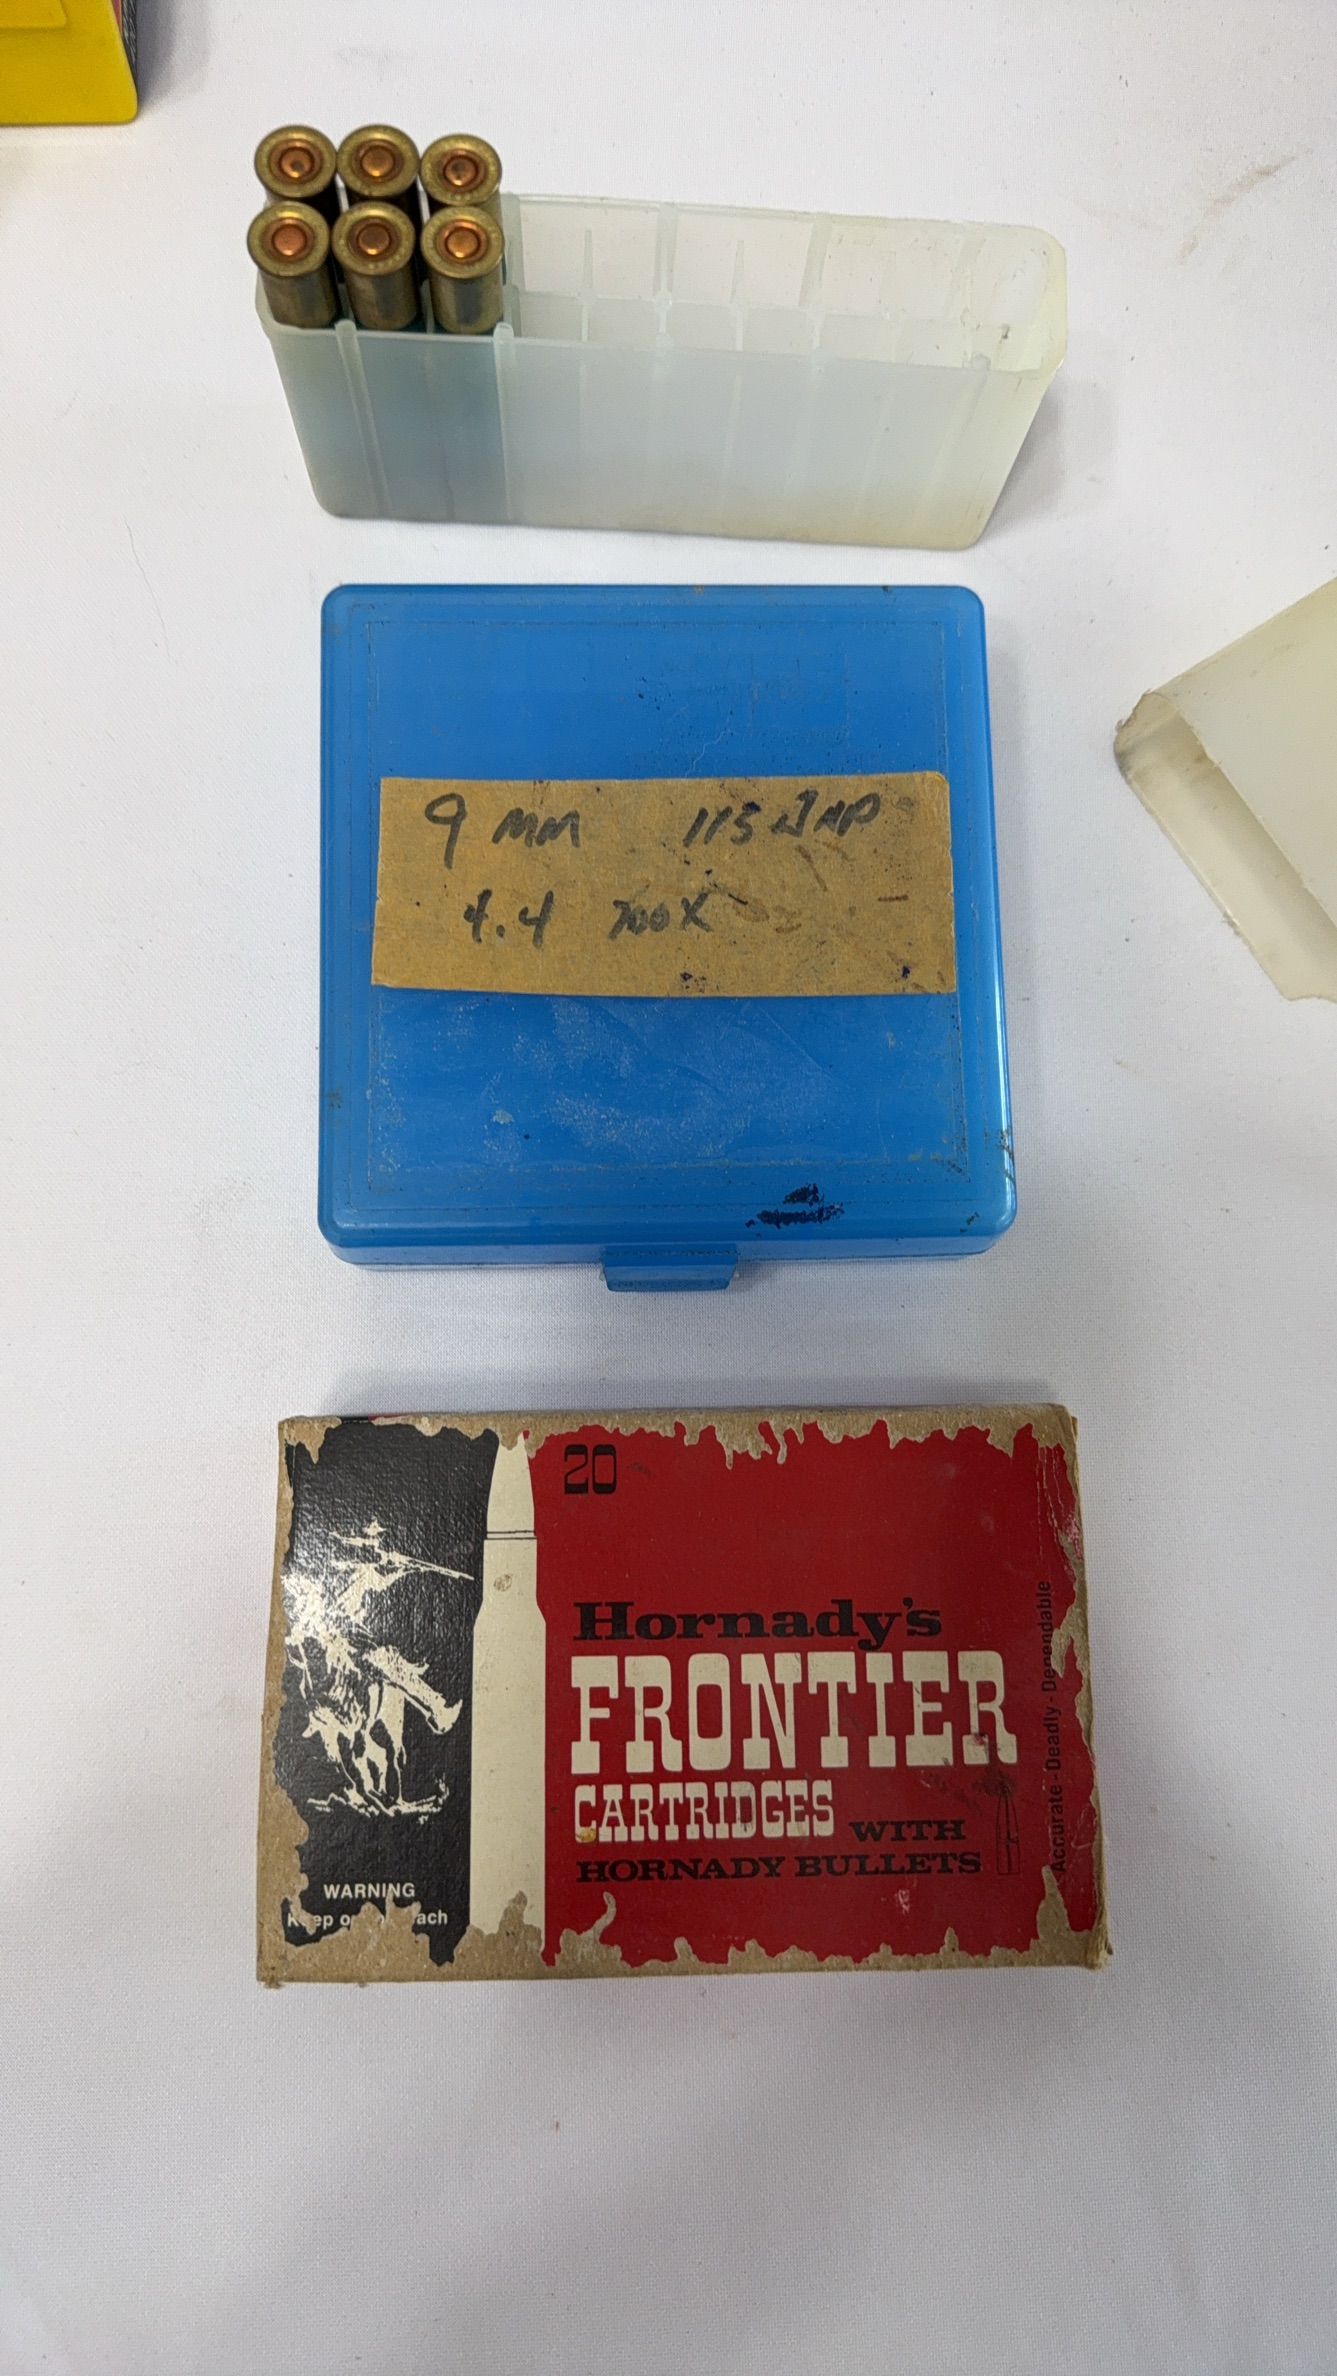 9 MM 115 JHP
4.4 700X
20
Hornady's
FRONTIER
CARTRIDGES WITH
HORNADY BULLETS
Accurate - Deadly - Dependable
WARNING